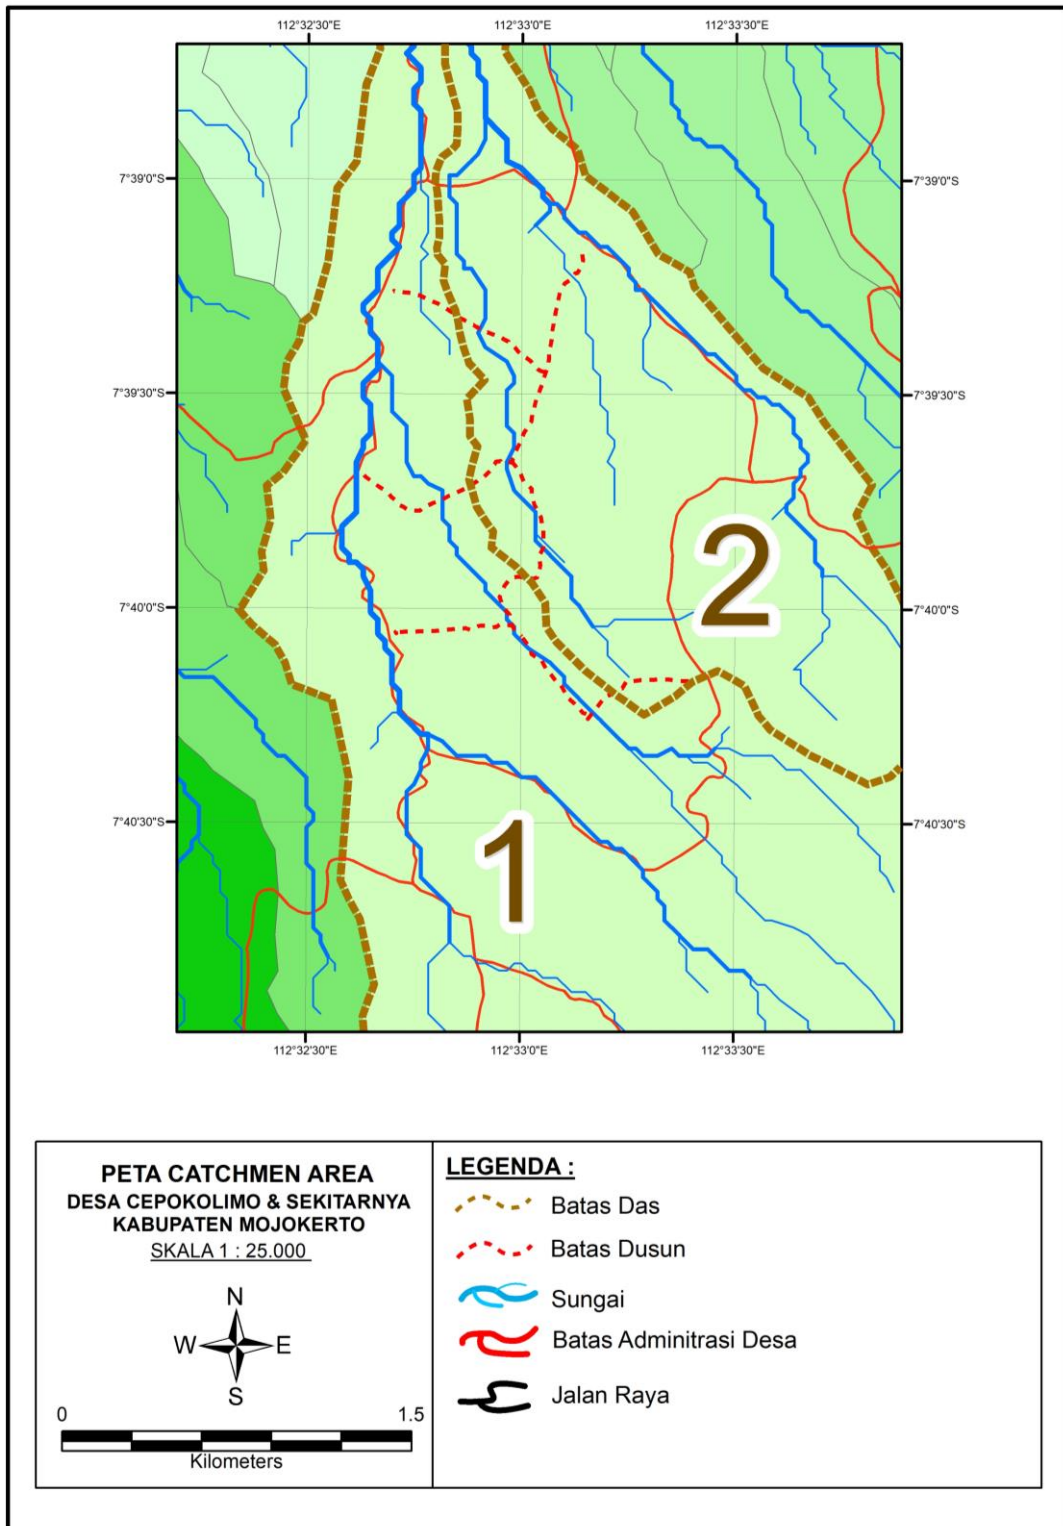 112°32'30"E
112°33'0"E
112°33'30"E
7°39'0"S
7°39'0"S
7°39'30"S
7°39'30"S
2
7°40'0"S
7°40'0"S
1
7°40'30"S
7°40'30"S
112°32'30"E
112°33'0"E
112°33'30"E
PETA CATCHMEN AREA
DESA CEPOKOLIMO & SEKITARNYA
KABUPATEN MOJOKERTO
SKALA 1 : 25.000
N
W
E
S
0
1.5
Kilometers
LEGENDA :
Batas Das
Batas Dusun
Sungai
Batas Adminitrasi Desa
Jalan Raya